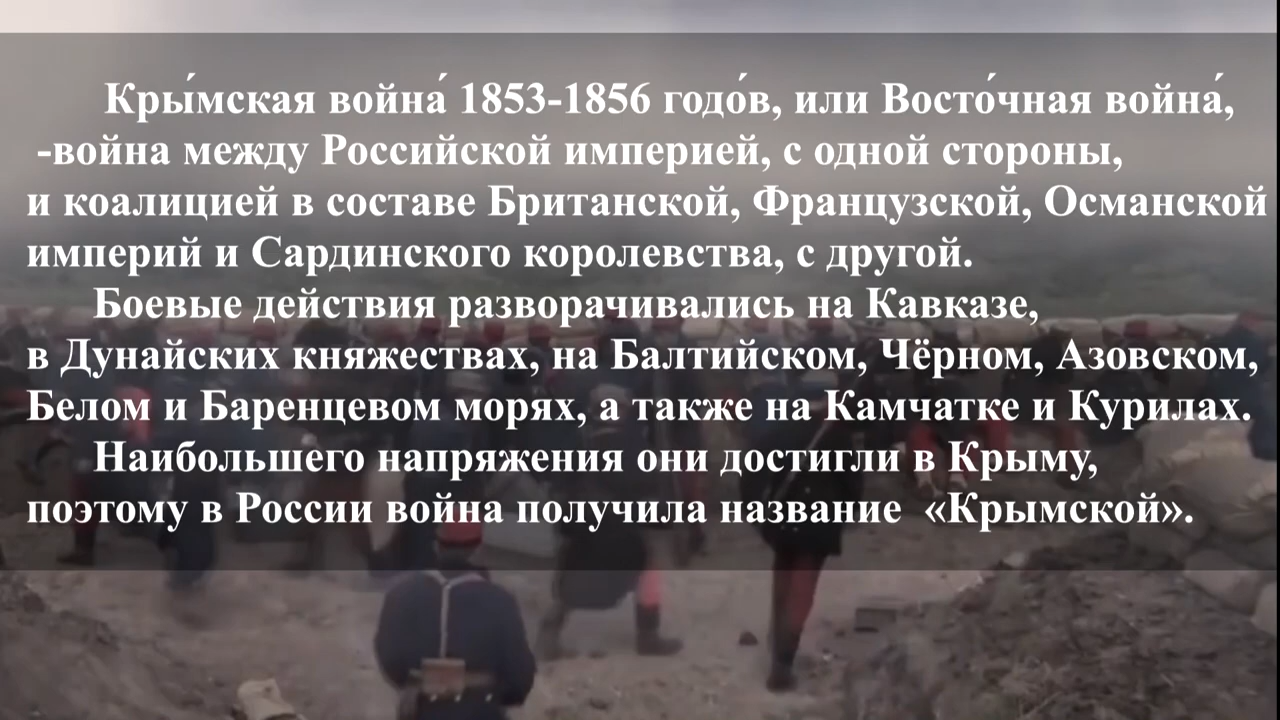 Кры́мская война́ 1853-1856 годо́в, или Восто́чная война́,
-война между Российской империей, с одной стороны,
и коалицией в составе Британской, Французской, Османской
империй и Сардинского королевства, с другой.
Боевые действия разворачивались на Кавказе,
в Дунайских княжествах, на Балтийском, Чёрном, Азовском,
Белом и Баренцевом морях, а также на Камчатке и Курилах.
Наибольшего напряжения они достигли в Крыму,
поэтому в России война получила название «Крымской».